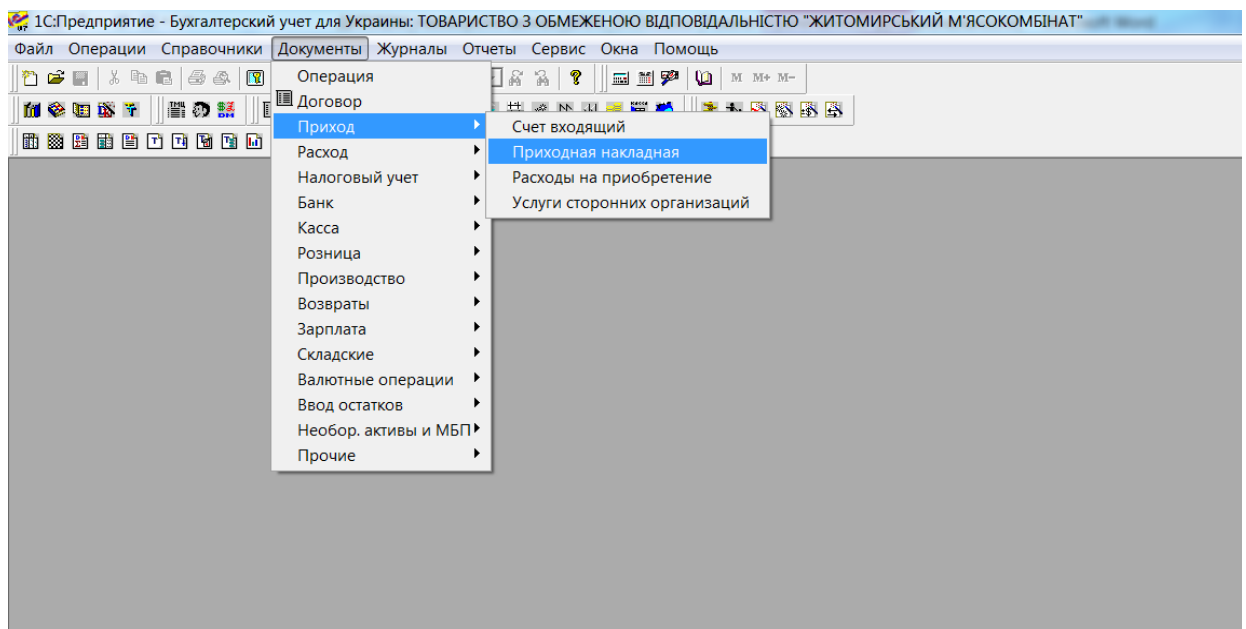 1С:Предприятие - Бухгалтерский учет для Украины: ТОВАРИСТВО З ОБМЕЖЕНОЮ ВІДПОВІДАЛЬНІСТЮ "ЖИТОМИРСЬКИЙ М'ЯСОКОМБІНАТ"
Файл Операции Справочники Документы Журналы Отчеты Сервис Окна Помощь
M M+ M-
Операция
Договор
Приход
Расход
Налоговый учет
Банк
Касса
Розница
Производство
Возвраты
Зарплата
Складские
Валютные операции
Ввод остатков
Необор. активы и МБП
Прочие
Счет входящий
Приходная накладная
Расходы на приобретение
Услуги сторонних организаций